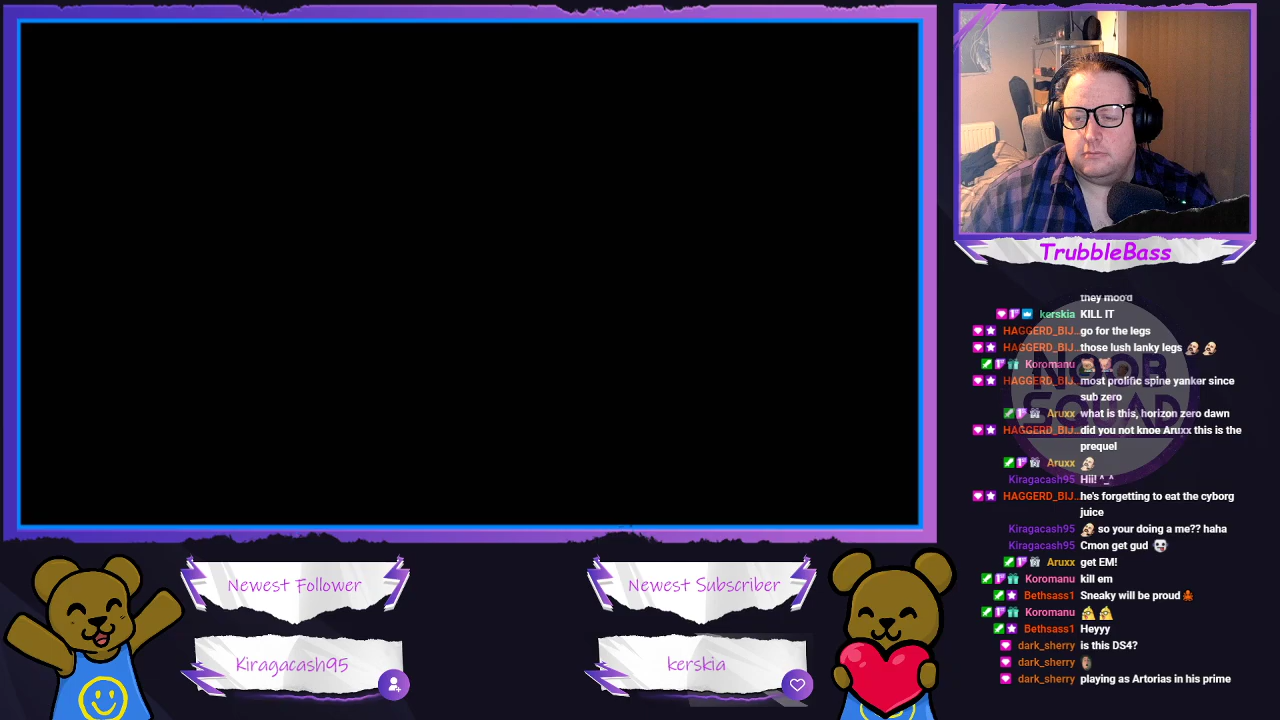 TrubbleBass
they mood
kerskia KILL IT
HAGGERD_BIJ... go for the legs
HAGGERD_BIJ... those lush lanky legs
Koromanu
HAGGERD_BIJ... most prolific spine yanker since
sub zero
Aruxx what is this, horizon zero dawn
HAGGERD_BIJ... did you not knoe Aruxx this is the
prequel
Aruxx
Kiragacash95 Hii! ^_^
HAGGERD_BIJ... he's forgetting to eat the cyborg
juice
Kiragacash95 so your doing a me?? haha
Kiragacash95 Cmon get gud
Aruxx get EM!
Koromanu kill em
Bethsass1 Sneaky will be proud
Koromanu
Bethsass1 Heyyy
dark_sherry is this DS4?
dark_sherry
dark_sherry playing as Artorias in his prime
NOOB
SQUAD
Newest Follower
Kiragacash95
Newest Subscriber
kerskia